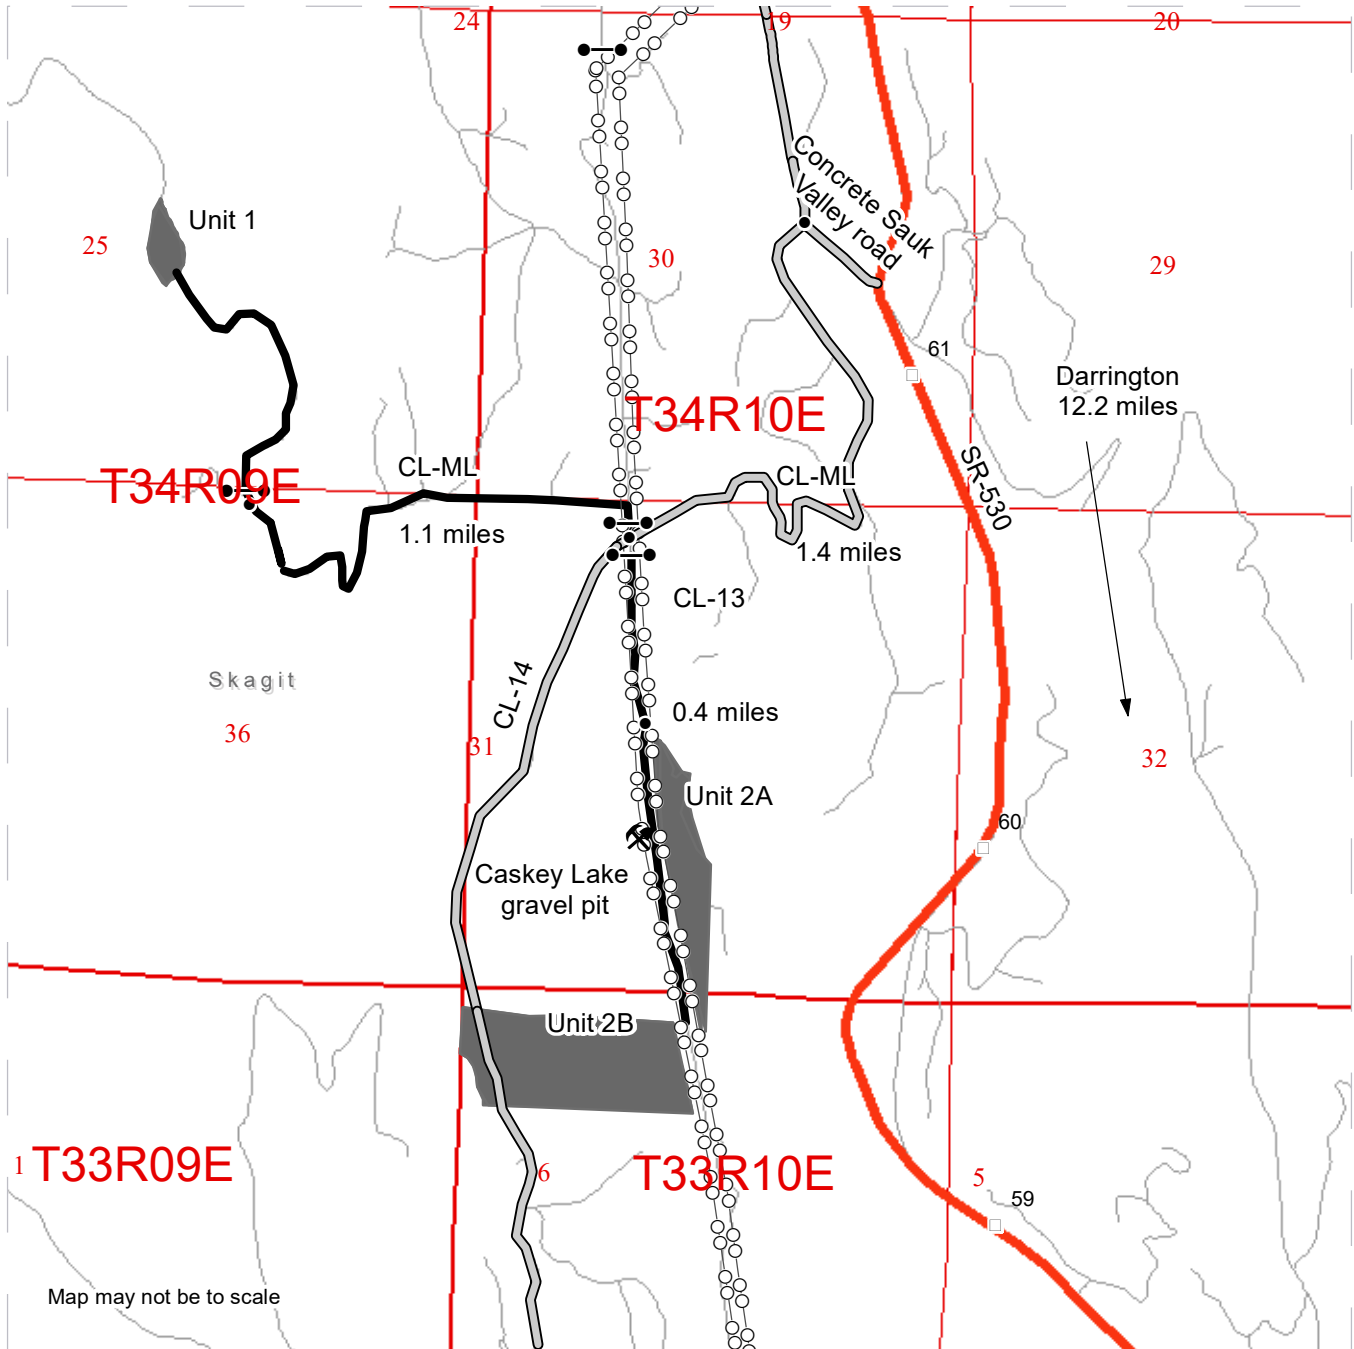 24
19
20
Concrete Sauk
Valley road
Unit 1
25
30
29
61
Darrington
12.2 miles
T34R10E
SR-530
CL-ML
CL-ML
T34R09E
1.1 miles
1.4 miles
CL-13
Skagit
CL-14
0.4 miles
36
31
32
Unit 2A
60
Caskey Lake
gravel pit
Unit 2B
1
T33R09E
6
T33R10E
5
59
Map may not be to scale